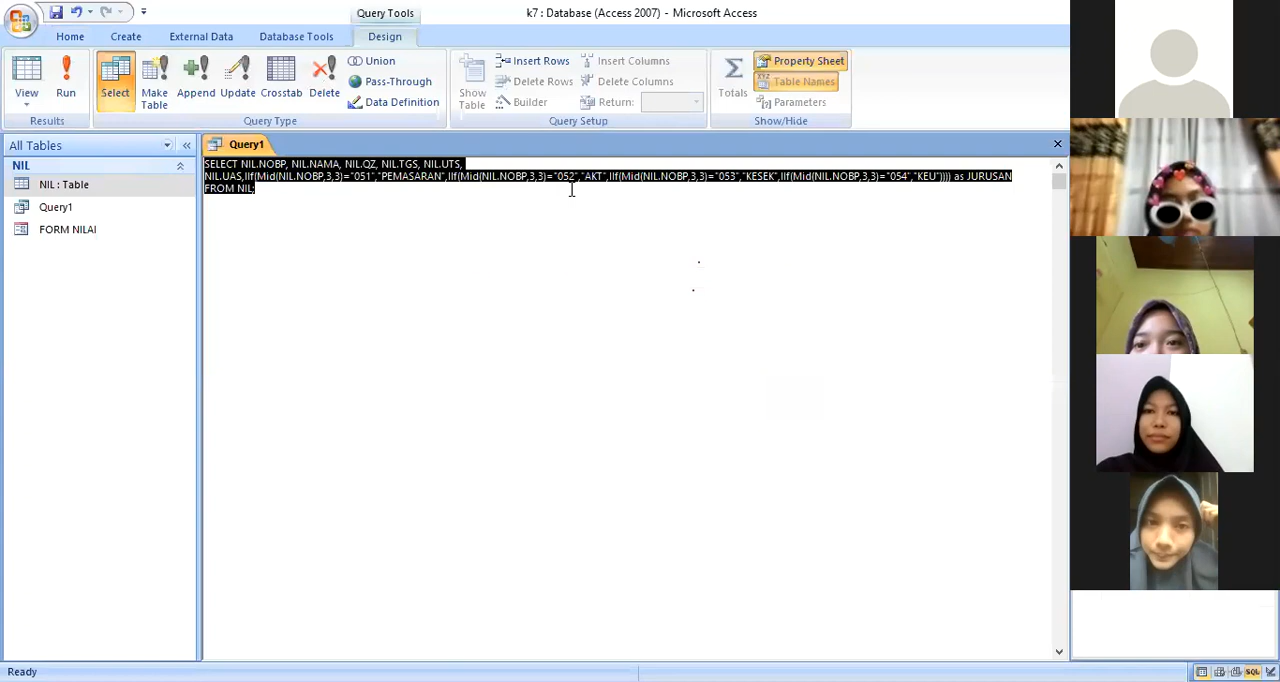 Query Tools
k7 : Database (Access 2007) - Microsoft Access
Home
Create
External Data
Database Tools
Design
View
Run
Select
Make Table
Append
Update
Crosstab
Delete
Union
Pass-Through
Data Definition
Show Table
Insert Rows
Delete Rows
Builder
Insert Columns
Delete Columns
Return:
Totals
Property Sheet
Table Names
Parameters
Results
Query Type
Query Setup
Show/Hide
All Tables
NIL
NIL : Table
Query1
FORM NILAI
Query1
SELECT NIL.NOBP, NIL.NAMA, NIL.QZ, NIL.TGS, NIL.UTS,
NIL.UAS,IIf(Mid(NIL.NOBP,3,3)="051","PEMASARAN",IIf(Mid(NIL.NOBP,3,3)="052","AKT",IIf(Mid(NIL.NOBP,3,3)="053","KESEK",IIf(Mid(NIL.NOBP,3,3)="054","KEU")))) as JURUSAN
FROM NIL;
Ready
SQL